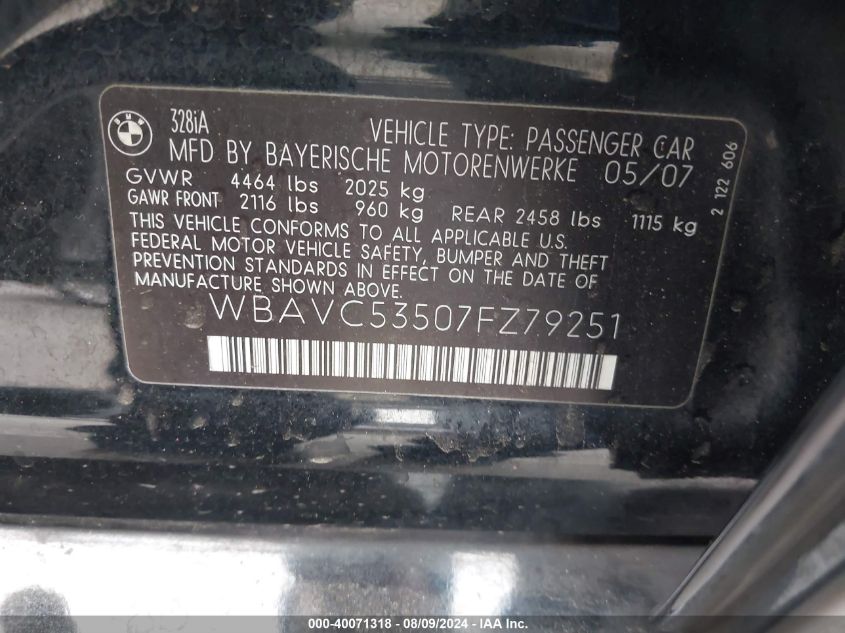 BMW
328iA
VEHICLE TYPE: PASSENGER CAR
MFD BY BAYERISCHE MOTORENWERKE 05/07
GVWR 4464 lbs 2025 kg
GAWR FRONT 2116 lbs 960 kg REAR 2458 lbs 1115 kg
THIS VEHICLE CONFORMS TO ALL APPLICABLE U.S.
FEDERAL MOTOR VEHICLE SAFETY, BUMPER AND THEFT
PREVENTION STANDARDS IN EFFECT ON THE DATE OF
MANUFACTURE SHOWN ABOVE.
WBAVC53507FZ79251
2 122 606
000-40071318 - 08/09/2024 - IAAI.COM